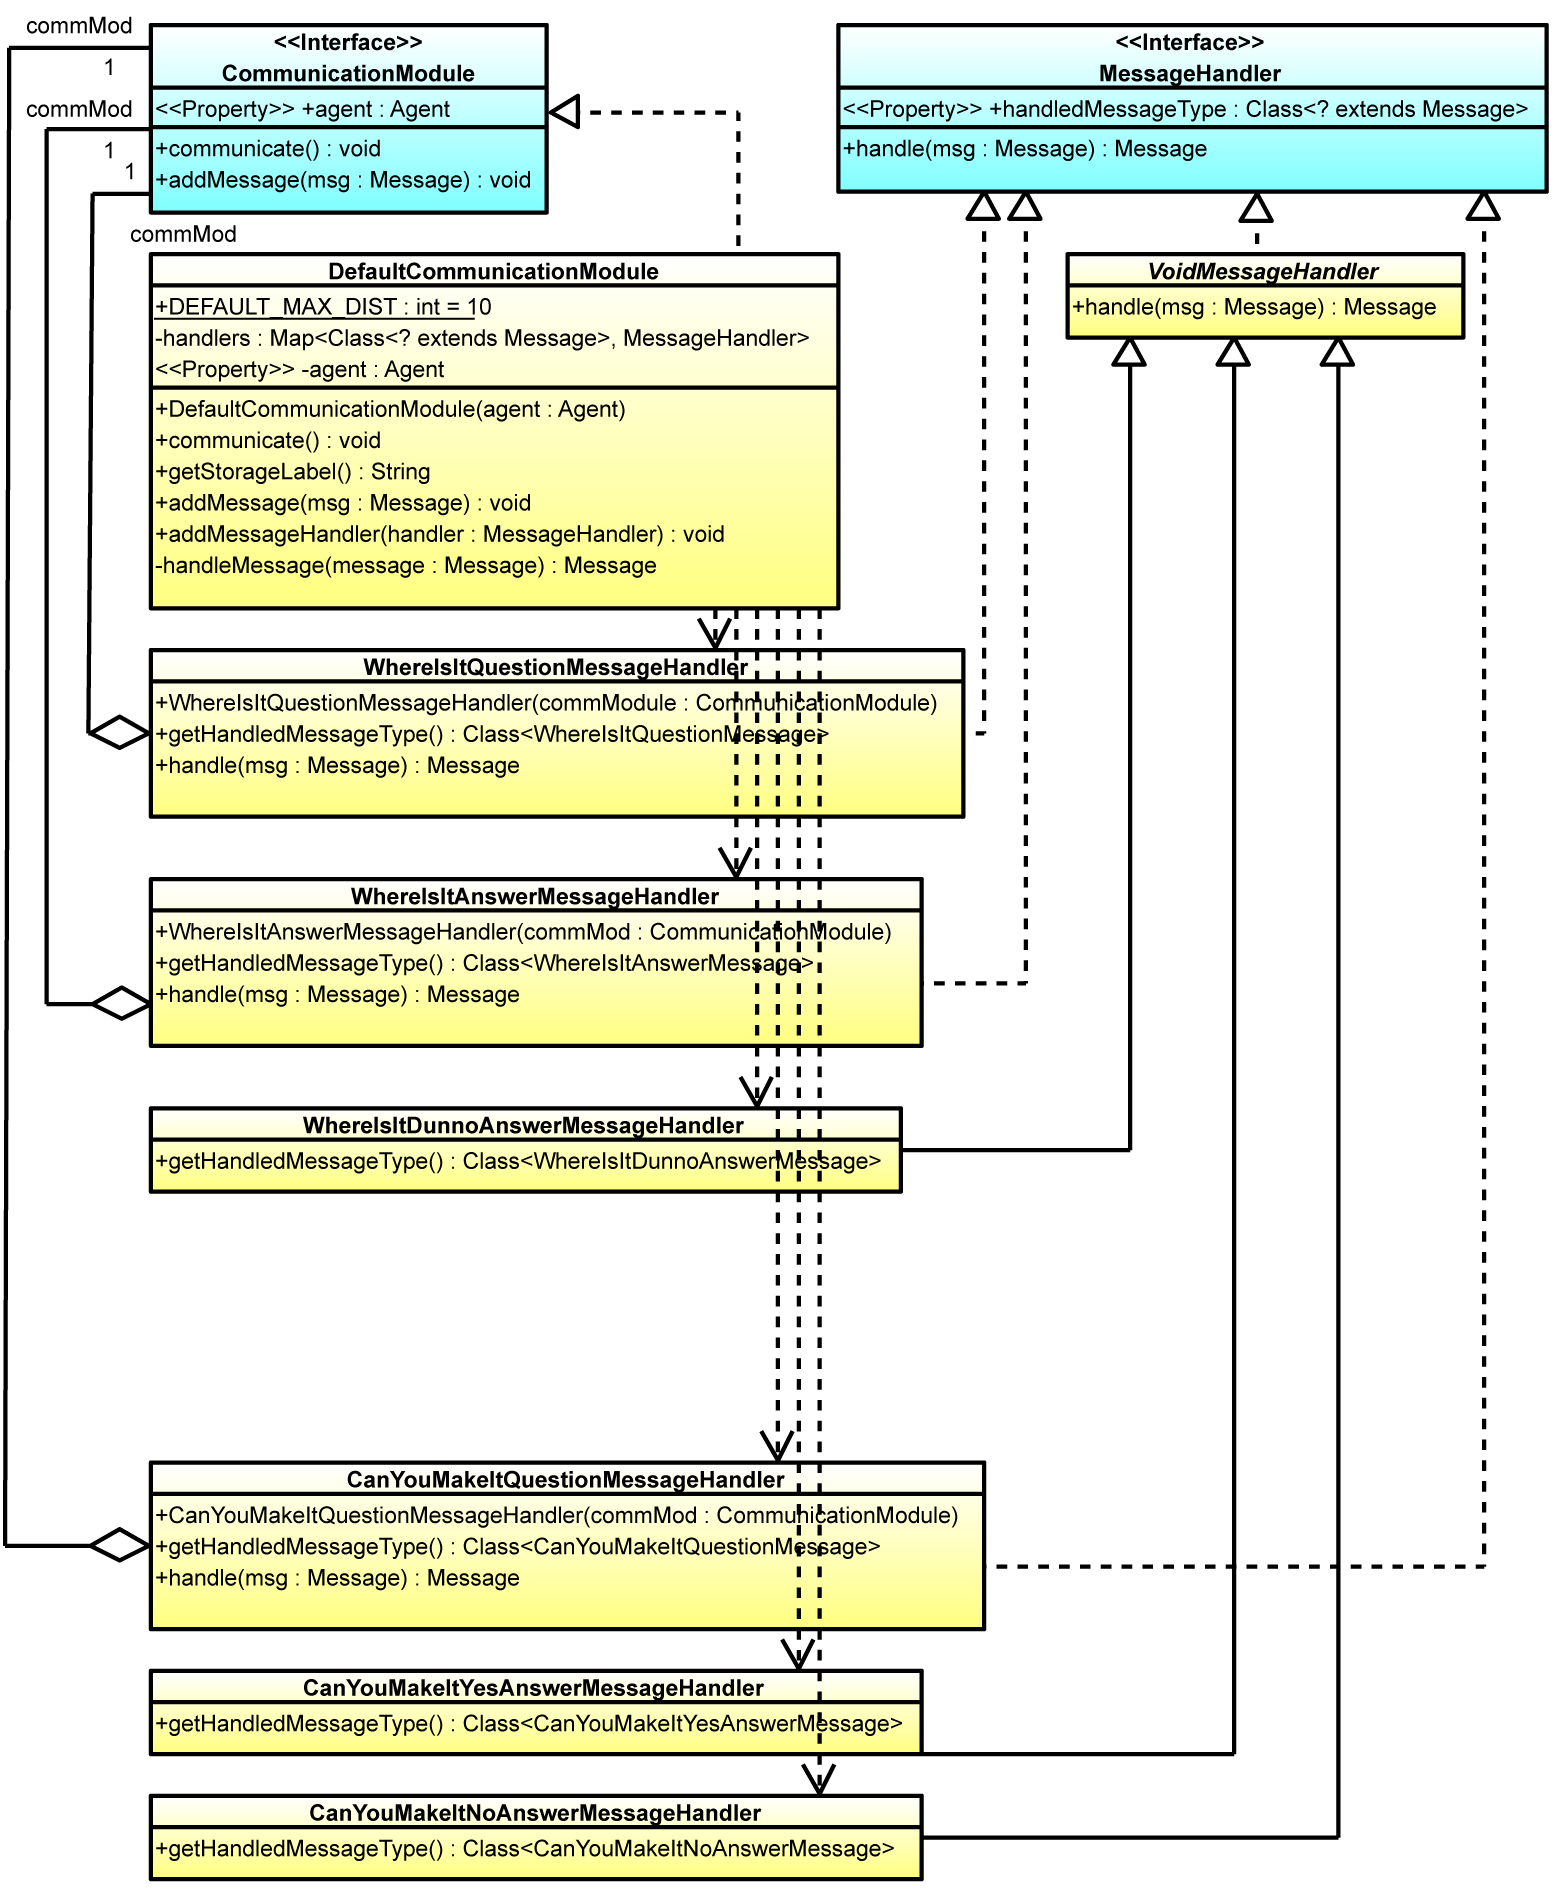 commMod
1
commMod
1
1
commMod
<<Interface>>
CommunicationModule
<<Property>> +agent : Agent
+communicate() : void
+addMessage(msg : Message) : void
<<Interface>>
MessageHandler
<<Property>> +handledMessageType : Class<? extends Message>
+handle(msg : Message) : Message
DefaultCommunicationModule
+DEFAULT_MAX_DIST : int = 10
-handlers : Map<Class<? extends Message>, MessageHandler>
<<Property>> -agent : Agent
+DefaultCommunicationModule(agent : Agent)
+communicate() : void
+getStorageLabel() : String
+addMessage(msg : Message) : void
+addMessageHandler(handler : MessageHandler) : void
-handleMessage(message : Message) : Message
VoidMessageHandler
+handle(msg : Message) : Message
WhereIsItQuestionMessageHandler
+WhereIsItQuestionMessageHandler(commModule : CommunicationModule)
+getHandledMessageType() : Class<WhereIsItQuestionMessage>
+handle(msg : Message) : Message
WhereIsItAnswerMessageHandler
+WhereIsItAnswerMessageHandler(commMod : CommunicationModule)
+getHandledMessageType() : Class<WhereIsItAnswerMessage>
+handle(msg : Message) : Message
WhereIsItDunnoAnswerMessageHandler
+getHandledMessageType() : Class<WhereIsItDunnoAnswerMessage>
CanYouMakeItQuestionMessageHandler
+CanYouMakeItQuestionMessageHandler(commMod : CommunicationModule)
+getHandledMessageType() : Class<CanYouMakeItQuestionMessage>
+handle(msg : Message) : Message
CanYouMakeItYesAnswerMessageHandler
+getHandledMessageType() : Class<CanYouMakeItYesAnswerMessage>
CanYouMakeItNoAnswerMessageHandler
+getHandledMessageType() : Class<CanYouMakeItNoAnswerMessage>